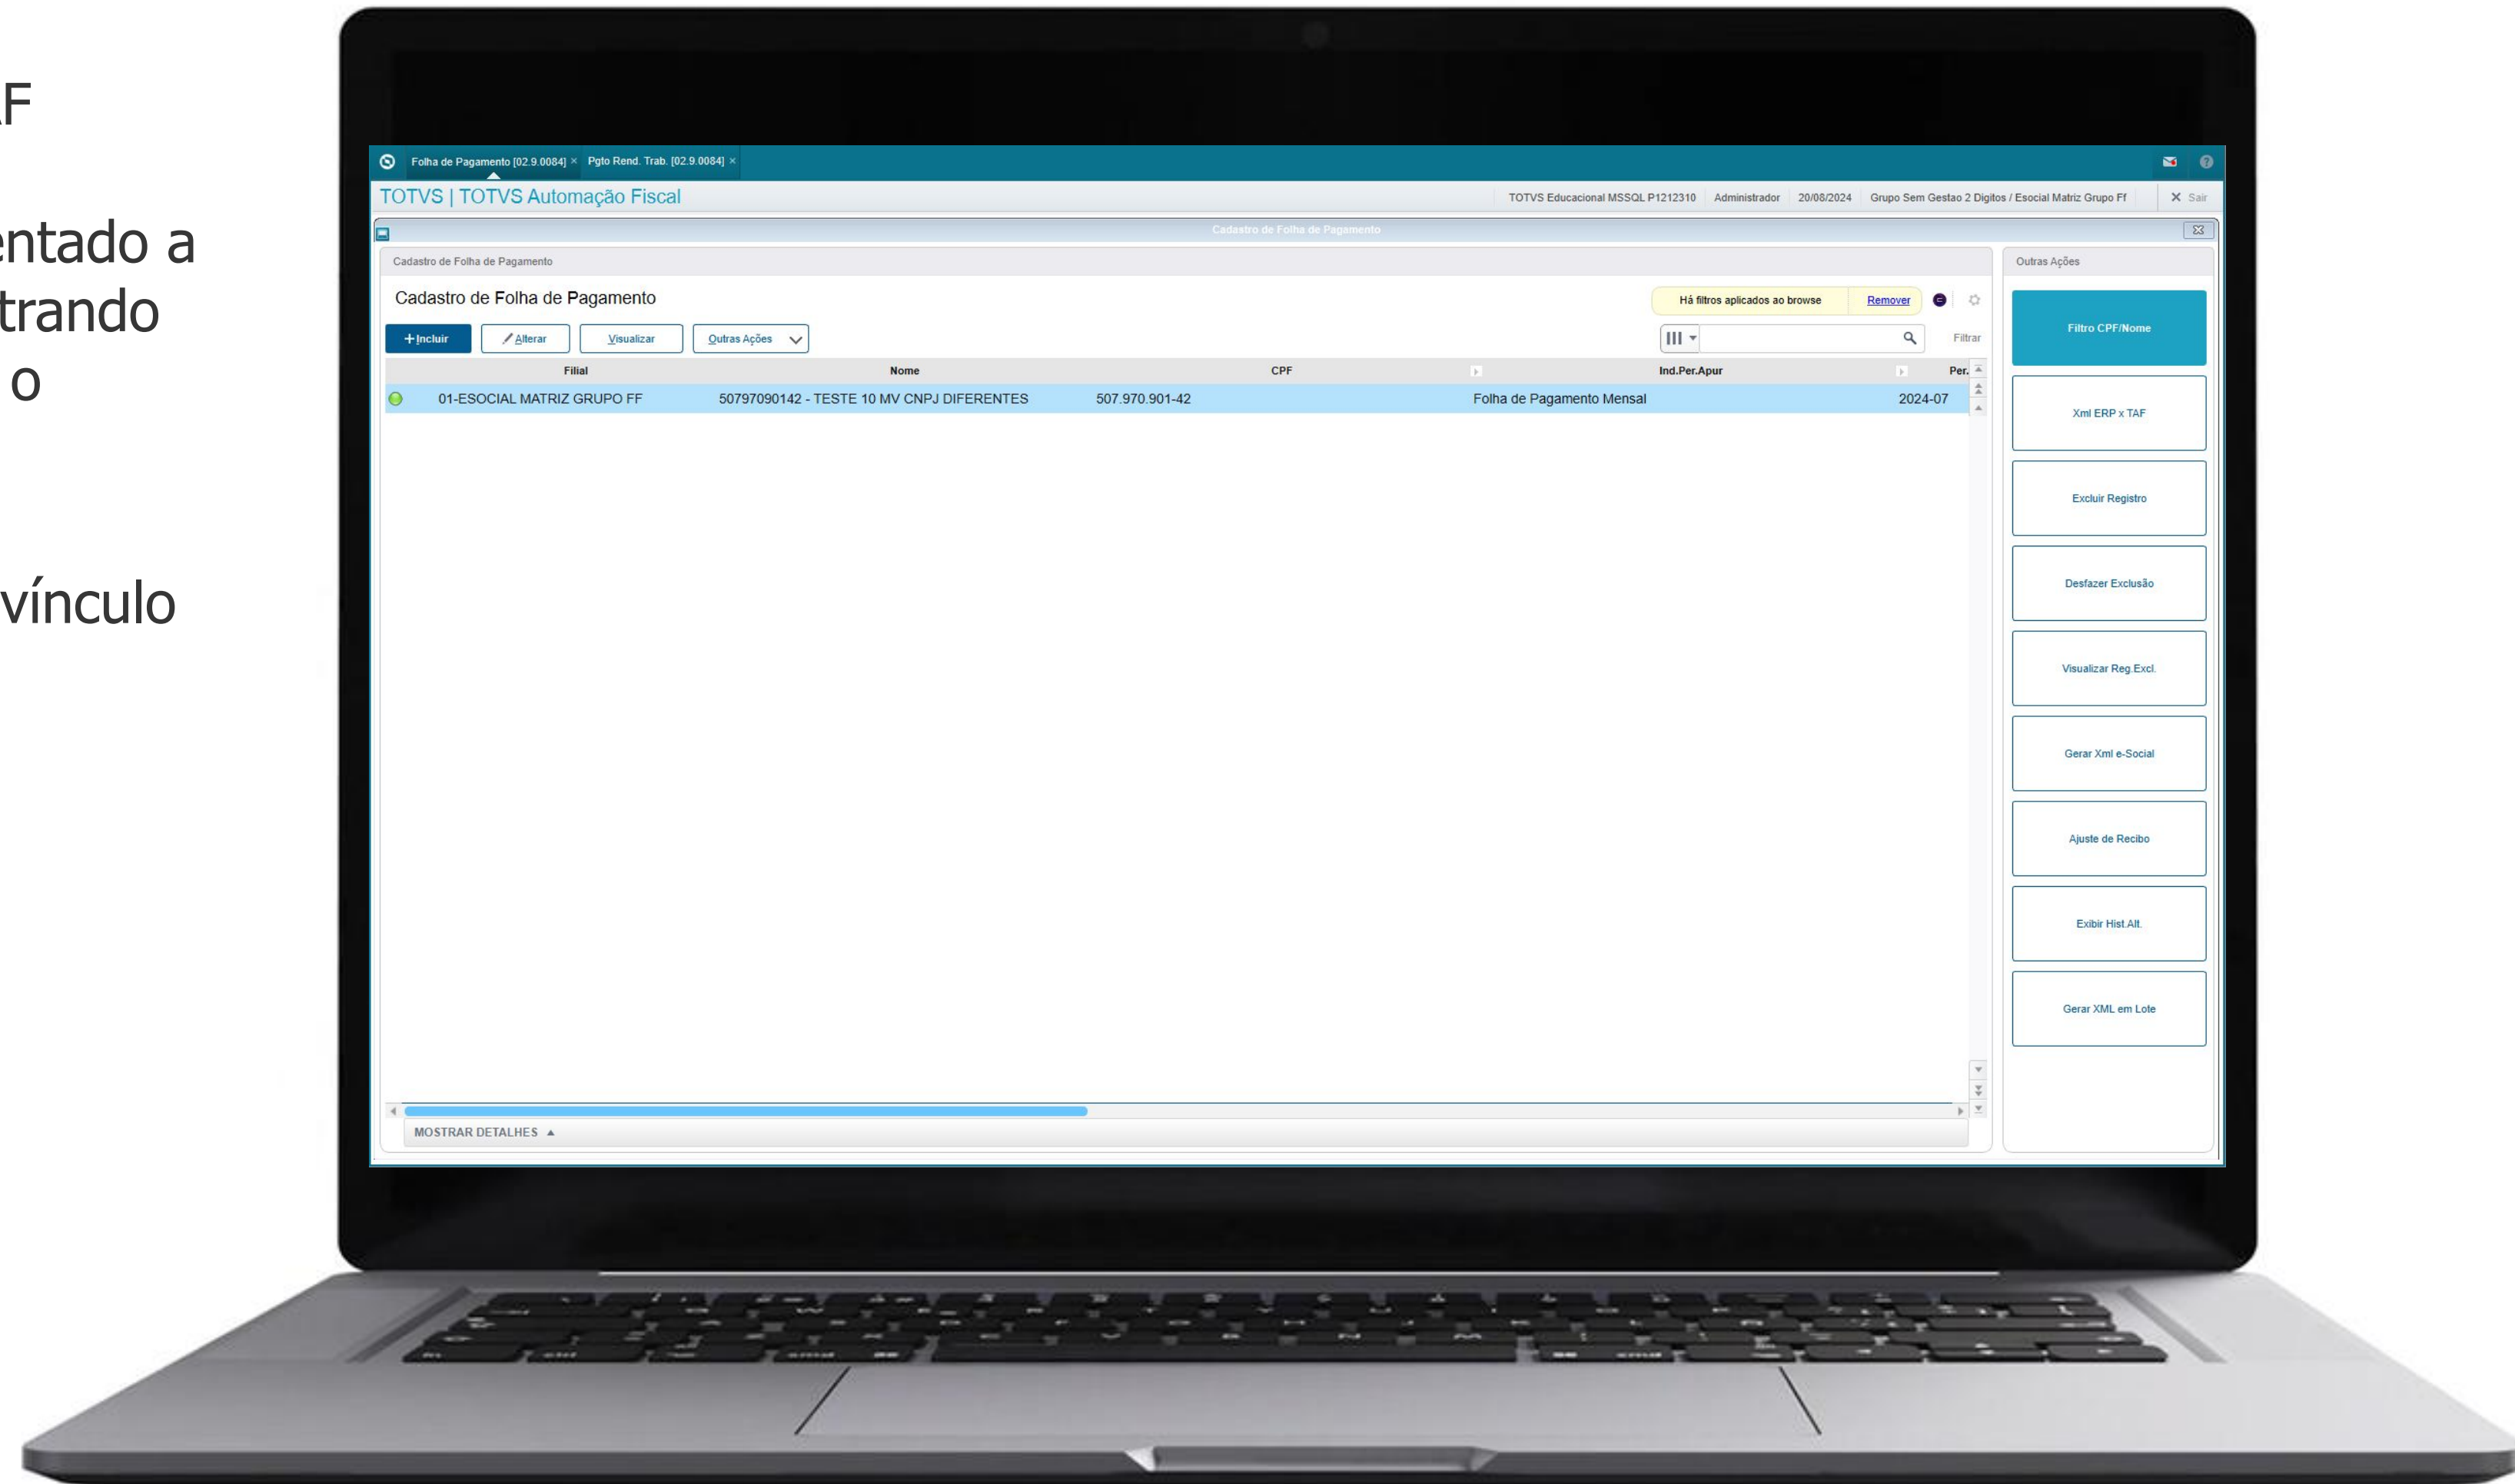 AF
entado a
trando
o
vínculo
Folha de Pagamento [02.9.0084] × Pgto Rend. Trab. [02.9.0084] ×
TOTVS | TOTVS Automação Fiscal
TOTVS Educacional MSSQL P1212310 Administrador 20/08/2024 Grupo Sem Gestao 2 Digitos / Esocial Matriz Grupo Ff × Sair
Cadastro de Folha de Pagamento
Cadastro de Folha de Pagamento
Outras Ações
Cadastro de Folha de Pagamento
Há filtros aplicados ao browse Remover
+Incluir Alterar Visualizar Outras Ações
Filtrar
Filial Nome CPF Ind.Per.Apur Per.
01-ESOCIAL MATRIZ GRUPO FF 50797090142 - TESTE 10 MV CNPJ DIFERENTES 507.970.901-42 Folha de Pagamento Mensal 2024-07
MOSTRAR DETALHES
Filtro CPF/Nome
Xml ERP x TAF
Excluir Registro
Desfazer Exclusão
Visualizar Reg.Excl.
Gerar Xml e-Social
Ajuste de Recibo
Exibir Hist.Alt.
Gerar XML em Lote